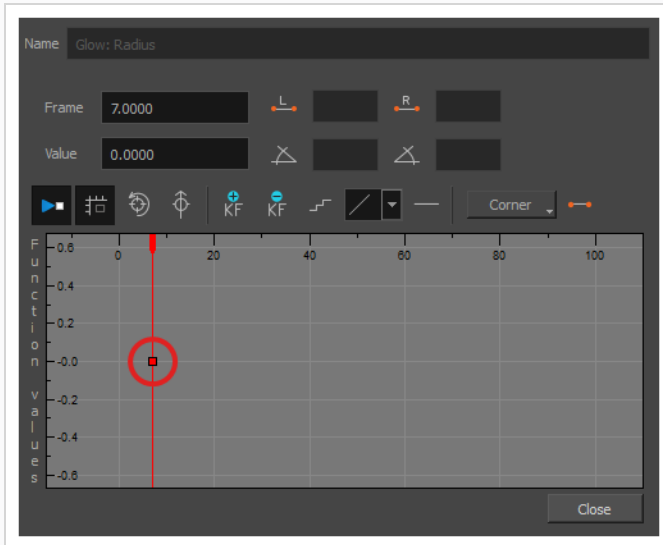 Name Glow: Radius
Frame 7.0000 L R
Value 0.0000
KF KF Corner
Function values
0 20 40 60 80 100
-0.6
-0.4
-0.2
-0.0
-0.2
-0.4
-0.6
Close